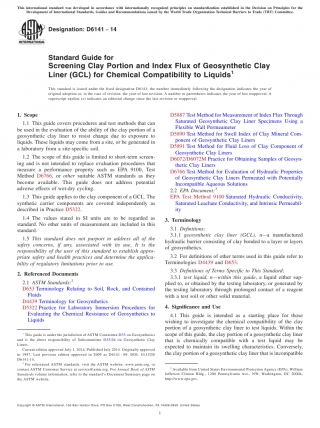 This international standard was developed in accordance with internationally recognized principles on standardization established in the Decision on Principles for the
Development of International Standards, Guides and Recommendations issued by the World Trade Organization Technical Barriers to Trade (TBT) Committee.
Designation: D6141 − 14
Standard Guide for
Screening Clay Portion and Index Flux of Geosynthetic Clay
Liner (GCL) for Chemical Compatibility to Liquids1
This standard is issued under the fixed designation D6141; the number immediately following the designation indicates the year of
original adoption or, in the case of revision, the year of last revision. A number in parentheses indicates the year of last reapproval. A
superscript epsilon (ε) indicates an editorial change since the last revision or reapproval.
1. Scope
1.1 This guide covers procedures and test methods that can
be used in the evaluation of the ability of the clay portion of a
geosynthetic clay liner to resist change due to exposure to
liquids. These liquids may come from a site, or be generated in
a laboratory from a site-specific soil.
1.2 The scope of this guide is limited to short-term screen-
ing and is not intended to replace evaluation procedures that
measure a performance property such as EPA 9100, Test
Method D6766, or other suitable ASTM standards as they
become available. This guide does not address potential
adverse effects of wet-dry cycling.
1.3 This guide applies to the clay component of a GCL. The
synthetic carrier components are covered independently as
described in Practice D5322.
1.4 The values stated in SI units are to be regarded as
standard. No other units of measurement are included in this
standard.
1.5 This standard does not purport to address all of the
safety concerns, if any, associated with its use. It is the
responsibility of the user of this standard to establish appro-
priate safety and health practices and determine the applica-
bility of regulatory limitations prior to use.
2. Referenced Documents
2.1 ASTM Standards:2
D653 Terminology Relating to Soil, Rock, and Contained
Fluids
D4439 Terminology for Geosynthetics
D5322 Practice for Laboratory Immersion Procedures for
Evaluating the Chemical Resistance of Geosynthetics to
Liquids
D5887 Test Method for Measurement of Index Flux Through
Saturated Geosynthetic Clay Liner Specimens Using a
Flexible Wall Permeameter
D5890 Test Method for Swell Index of Clay Mineral Com-
ponent of Geosynthetic Clay Liners
D5891 Test Method for Fluid Loss of Clay Component of
Geosynthetic Clay Liners
D6072/D6072M Practice for Obtaining Samples of Geosyn-
thetic Clay Liners
D6766 Test Method for Evaluation of Hydraulic Properties
of Geosynthetic Clay Liners Permeated with Potentially
Incompatible Aqueous Solutions
2.2 EPA Document:3
EPA Test Method 9100 Saturated Hydraulic Conductivity,
Saturated Leachate Conductivity, and Intrinsic Permeabil-
ity
3. Terminology
3.1 Definitions:
3.1.1 geosynthetic clay liner (GCL), n—a manufactured
hydraulic barrier consisting of clay bonded to a layer or layers
of geosynthetics.
3.2 For definitions of other terms used in this guide refer to
Terminologies D4439 and D653.
3.3 Definitions of Terms Specific to This Standard:
3.3.1 test liquid, n—within this guide, a liquid either sup-
plied to, or obtained by the testing laboratory, or generated by
the testing laboratory through prolonged contact of a reagent
with a test soil or other solid material.
4. Significance and Use
4.1 This guide is intended as a starting place for those
wishing to investigate the chemical compatibility of the clay
portion of a geosynthetic clay liner to test liquids. Within the
scope of this guide, the clay portion of a geosynthetic clay liner
that is chemically compatible with a test liquid may be
expected to maintain its swelling characteristics. Conversely,
the clay portion of a geosynthetic clay liner that is incompatible
1 This guide is under the jurisdiction of ASTM Committee D35 on Geosynthetics
and is the direct responsibility of Subcommittee D35.04 on Geosynthetic Clay
Liners.
Current edition approved July 1, 2014. Published July 2014. Originally approved
in 1997. Last previous edition approved in 2009 as D6141 – 09. DOI: 10.1520/
D6141-14.
2 For referenced ASTM standards, visit the ASTM website, www.astm.org, or
contact ASTM Customer Service at service@astm.org. For Annual Book of ASTM
Standards volume information, refer to the standard's Document Summary page on
the ASTM website.
3 Available from United States Environmental Protection Agency (EPA), William
Jefferson Clinton Bldg., 1200 Pennsylvania Ave., NW, Washington, DC 20460,
http://www.epa.gov.
Copyright © ASTM International, 100 Barr Harbor Drive, PO Box C700, West Conshohocken, PA 19428-2959. United States
1